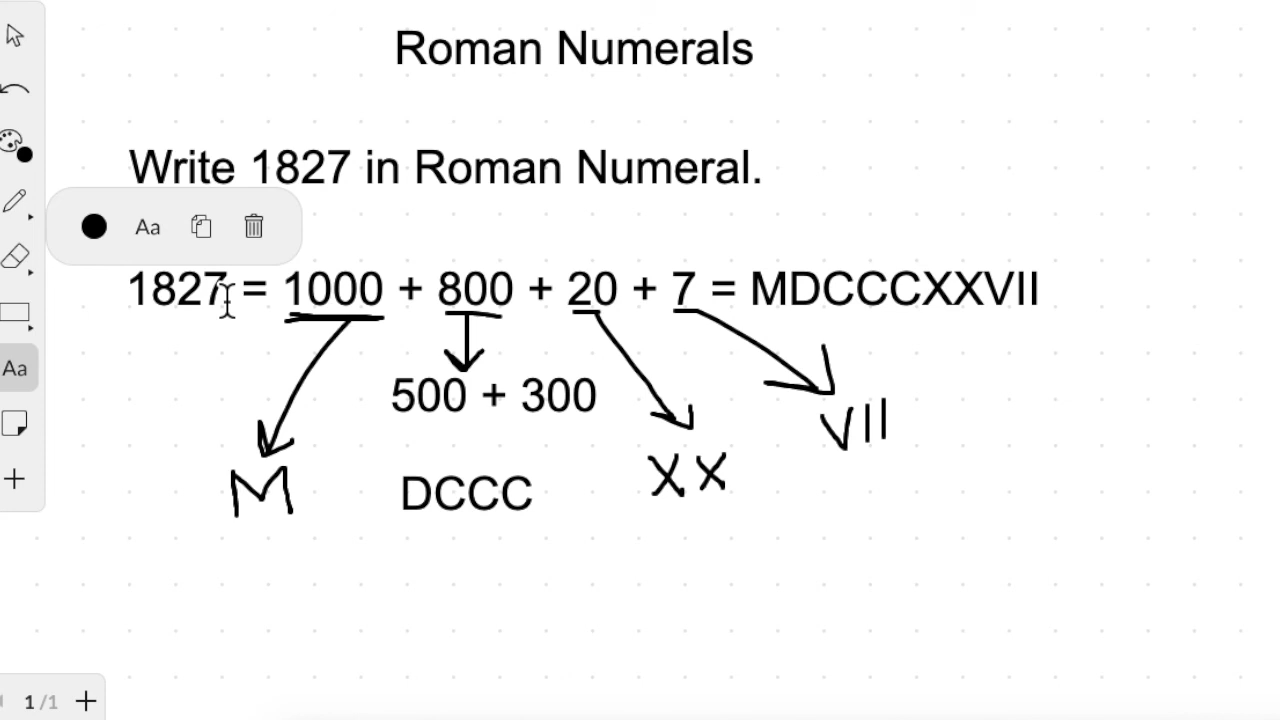 Roman Numerals
Write 1827 in Roman Numeral.
Aa
1827 = 1000 + 800 + 20 + 7 = MDCCCXXVII
Aa
500 + 300
VII
M
DCCC
XX
1/1